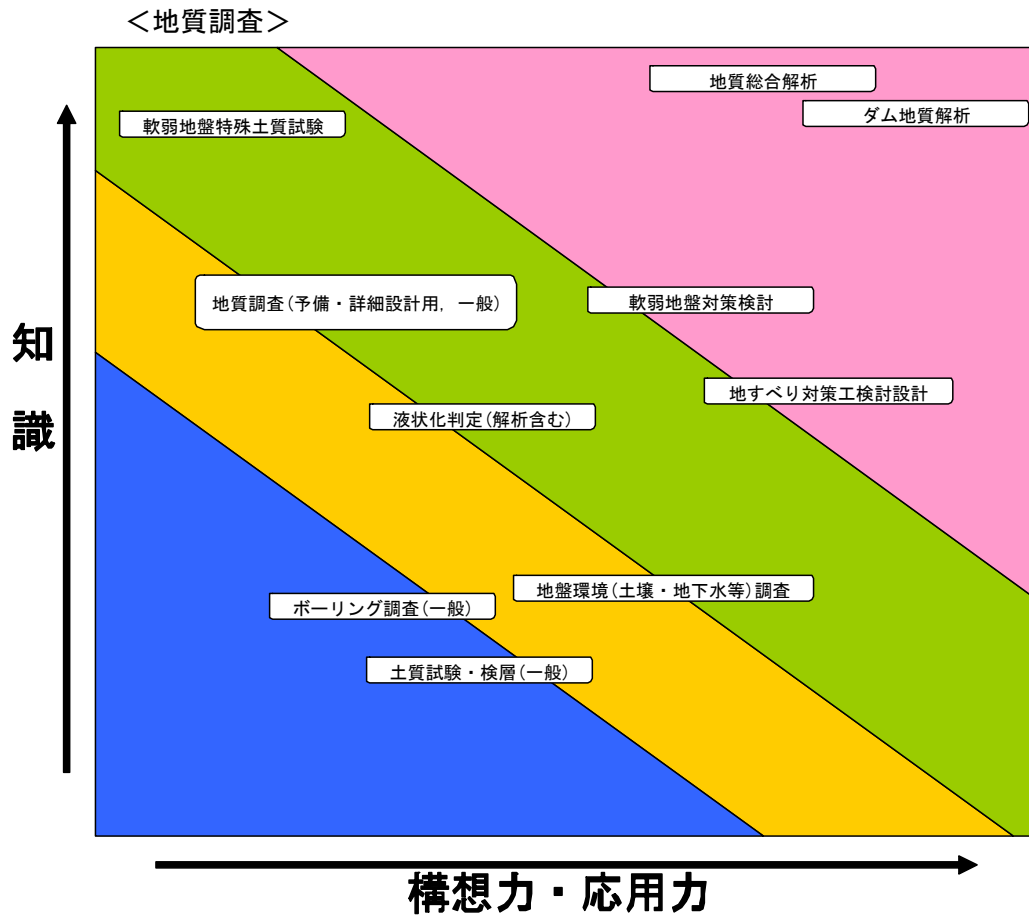 ＜地質調査＞
地質総合解析
ダム地質解析
軟弱地盤特殊土質試験
地質調査(予備・詳細設計用，一般)
軟弱地盤対策検討
知識
地すべり対策工検討設計
液状化判定(解析含む)
地盤環境(土壌・地下水等)調査
ボーリング調査(一般)
土質試験・検層(一般)
構想力・応用力